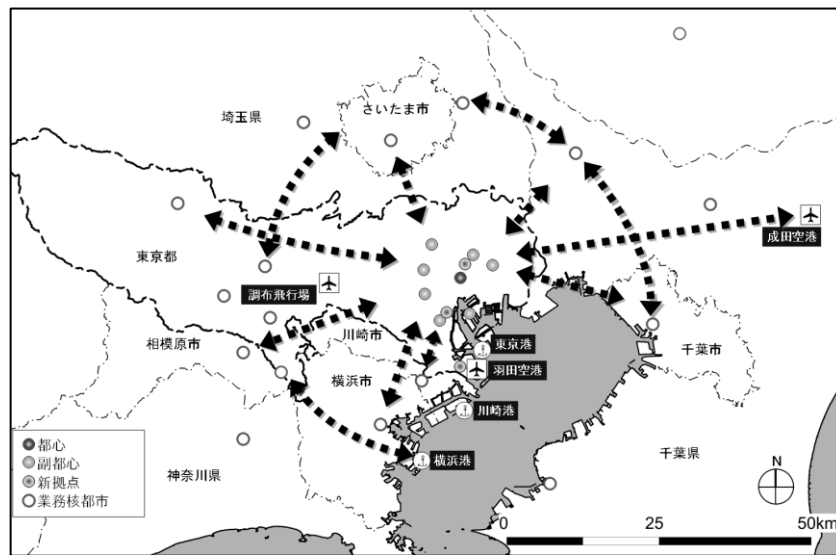 さいたま市
埼玉県
成田空港
東京都
調布飛行場
川崎市
相模原市
東京港
千葉市
横浜市
羽田空港
川崎港
都心
副都心
新拠点
業務核都市
神奈川県
横浜港
千葉県
N
0
25
50km